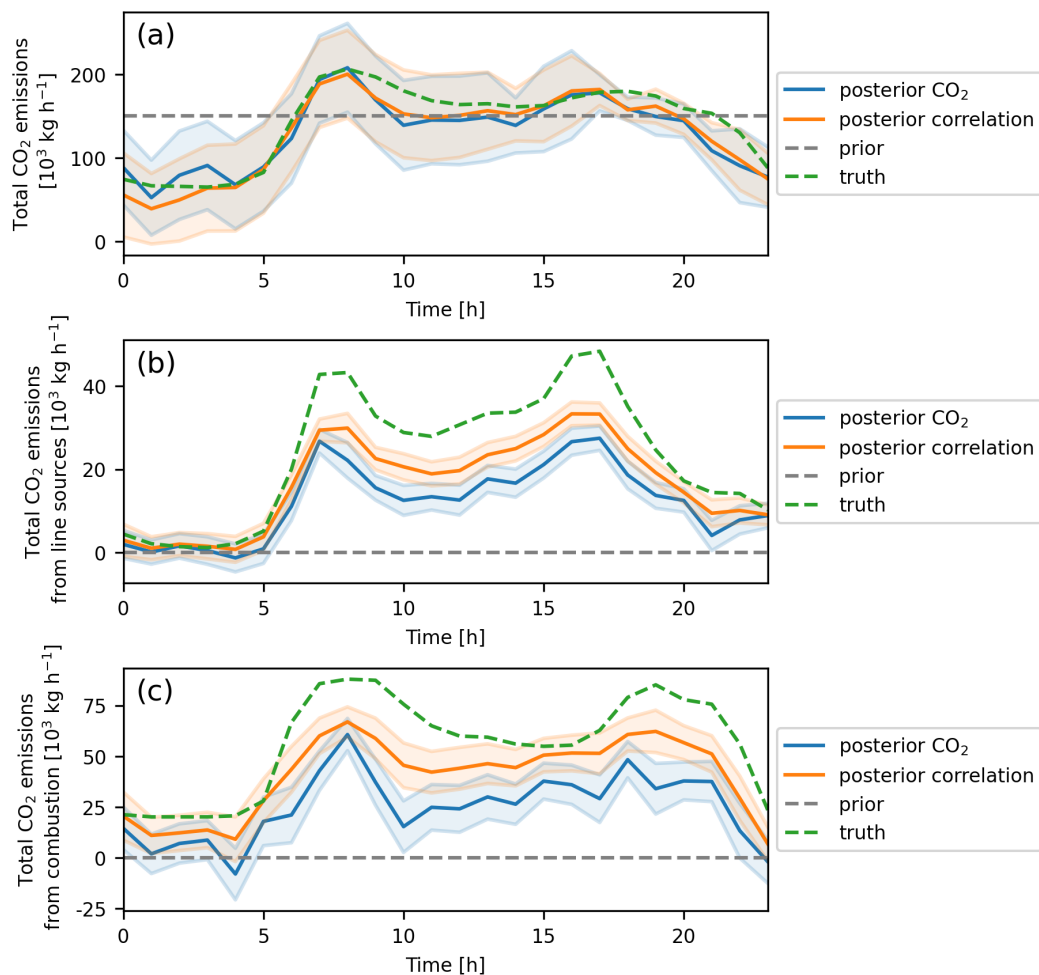 (a)
Total CO₂ emissions
[10³ kg h⁻¹]
200
100
0
0 5 10 15 20
Time [h]
posterior CO₂
posterior correlation
prior
truth
(b)
Total CO₂ emissions
from line sources [10³ kg h⁻¹]
40
20
0
0 5 10 15 20
Time [h]
posterior CO₂
posterior correlation
prior
truth
(c)
Total CO₂ emissions
from combustion [10³ kg h⁻¹]
75
50
25
0
-25
0 5 10 15 20
Time [h]
posterior CO₂
posterior correlation
prior
truth